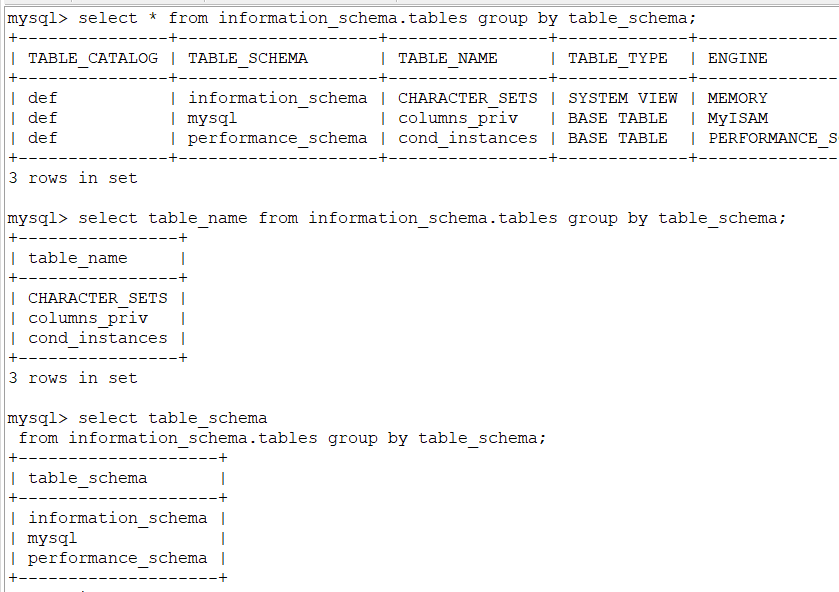 mysql> select * from information_schema.tables group by table_schema;
+---------------+--------------------+----------------+-------------+--------------
| TABLE_CATALOG | TABLE_SCHEMA       | TABLE_NAME     | TABLE_TYPE  | ENGINE
+---------------+--------------------+----------------+-------------+--------------
| def           | information_schema | CHARACTER_SETS | SYSTEM VIEW | MEMORY
| def           | mysql              | columns_priv   | BASE TABLE  | MyISAM
| def           | performance_schema | cond_instances | BASE TABLE  | PERFORMANCE_S
+---------------+--------------------+----------------+-------------+--------------
3 rows in set
mysql> select table_name from information_schema.tables group by table_schema;
+----------------+
| table_name     |
+----------------+
| CHARACTER_SETS |
| columns_priv   |
| cond_instances |
+----------------+
3 rows in set
mysql> select table_schema
 from information_schema.tables group by table_schema;
+--------------------+
| table_schema       |
+--------------------+
| information_schema |
| mysql              |
| performance_schema |
+--------------------+